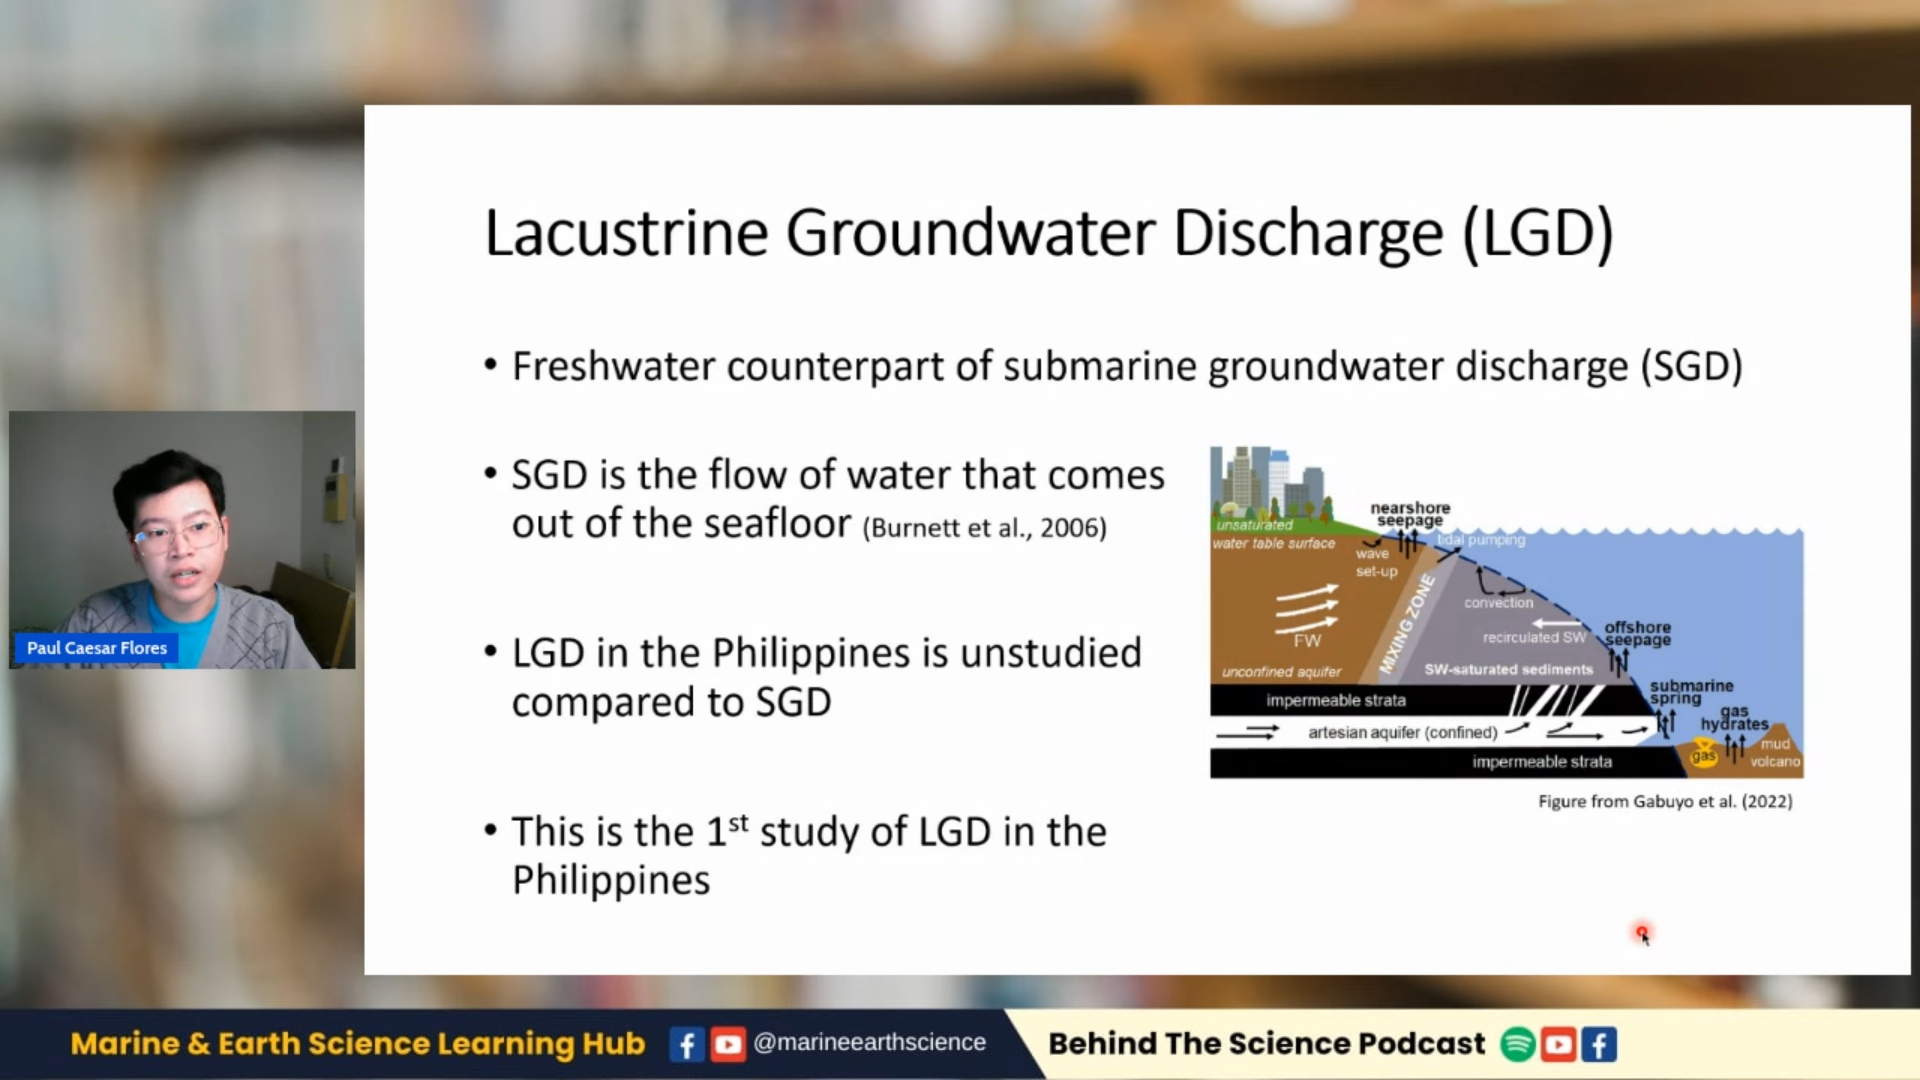 Lacustrine Groundwater Discharge (LGD)
• Freshwater counterpart of submarine groundwater discharge (SGD)
• SGD is the flow of water that comes
out of the seafloor (Burnett et al., 2006)
• LGD in the Philippines is unstudied
compared to SGD
• This is the 1st study of LGD in the
Philippines
nearshore
seepage
unsaturated
water table surface
tidal pumping
wave
set-up
convection
MIXING ZONE
FW
recirculated SW
offshore
seepage
unconfined aquifer
SW-saturated sediments
impermeable strata
submarine
spring
gas
hydrates
artesian aquifer (confined)
gas
mud
volcano
impermeable strata
Figure from Gabuyo et al. (2022)
Paul Caesar Flores
Marine & Earth Science Learning Hub
@marineearthscience
Behind The Science Podcast